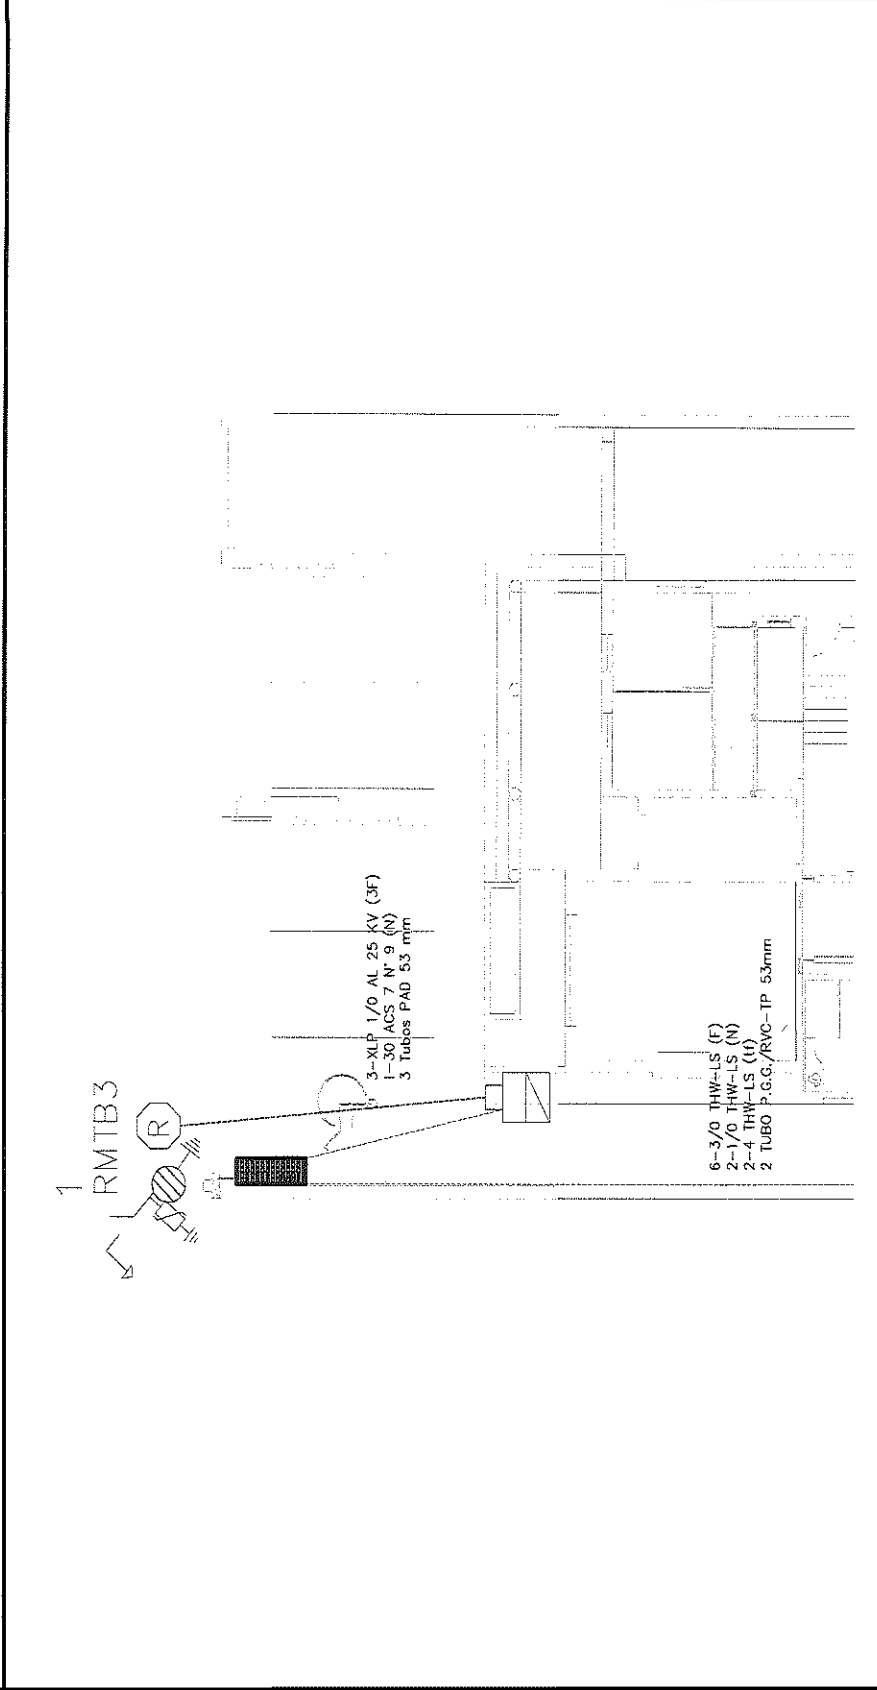 1
RMTB3
R
3-XLP 1/0 AL 25 KV (3F)
1-30 ACS 7 N° 9 (N)
3 Tubos PAD 53 mm
6-3/0 THW-LS (F)
2-1/0 THW-LS (N)
2-4 THW-LS (tf)
2 TUBO P.G.G./RVC-TP 53mm